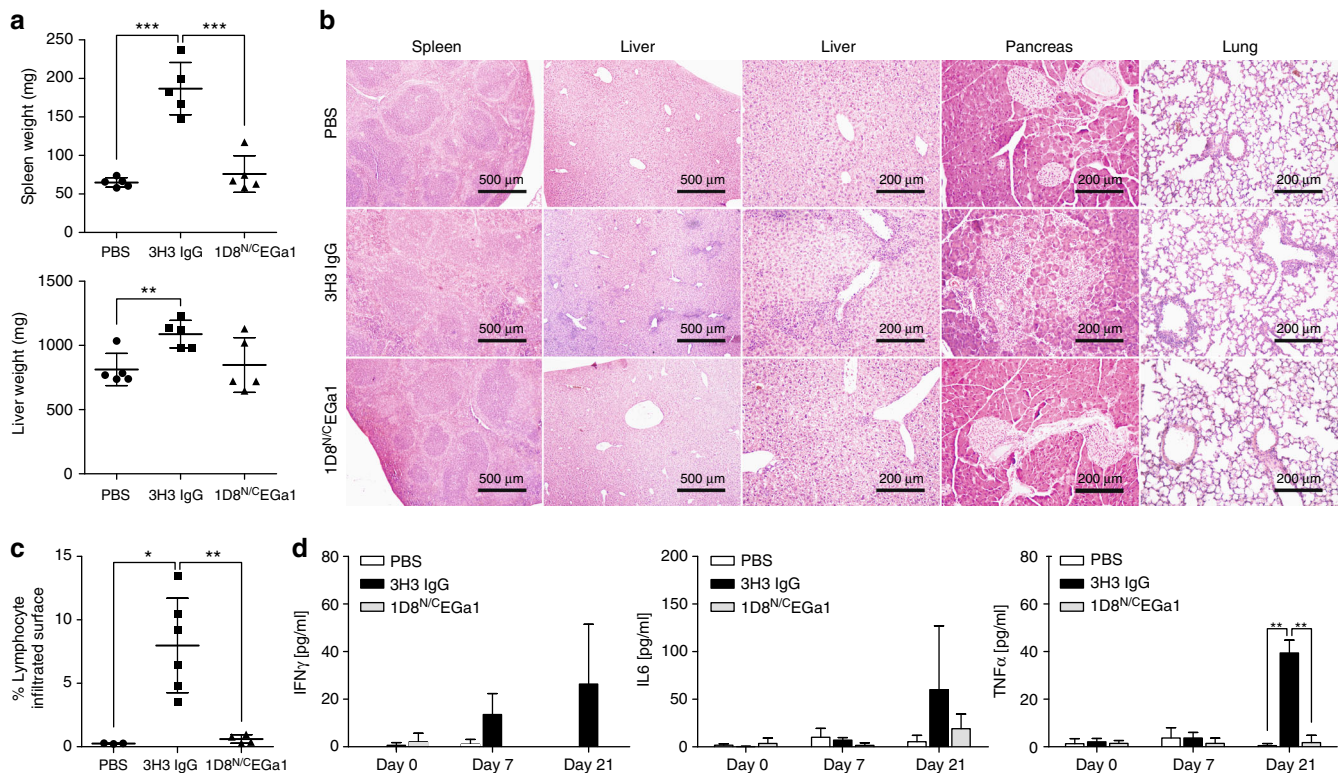 a
***
***
250
200
150
100
50
0
Spleen weight (mg)
PBS
3H3 IgG
1D8N/CEGa1
**
1500
1000
500
0
Liver weight (mg)
PBS
3H3 IgG
1D8N/CEGa1
b
Spleen
Liver
Liver
Pancreas
Lung
PBS
500 μm
500 μm
200 μm
200 μm
200 μm
3H3 IgG
500 μm
500 μm
200 μm
200 μm
200 μm
1D8N/CEGa1
500 μm
500 μm
200 μm
200 μm
200 μm
c
*
**
15
10
5
0
% Lymphocyte
infiltrated surface
PBS
3H3 IgG
1D8N/CEGa1
d
PBS
3H3 IgG
1D8N/CEGa1
80
60
40
20
0
IFNγ [pg/ml]
Day 0
Day 7
Day 21
PBS
3H3 IgG
1D8N/CEGa1
200
150
100
50
0
IL6 [pg/ml]
Day 0
Day 7
Day 21
PBS
3H3 IgG
1D8N/CEGa1
**
**
80
60
40
20
0
TNFα [pg/ml]
Day 0
Day 7
Day 21